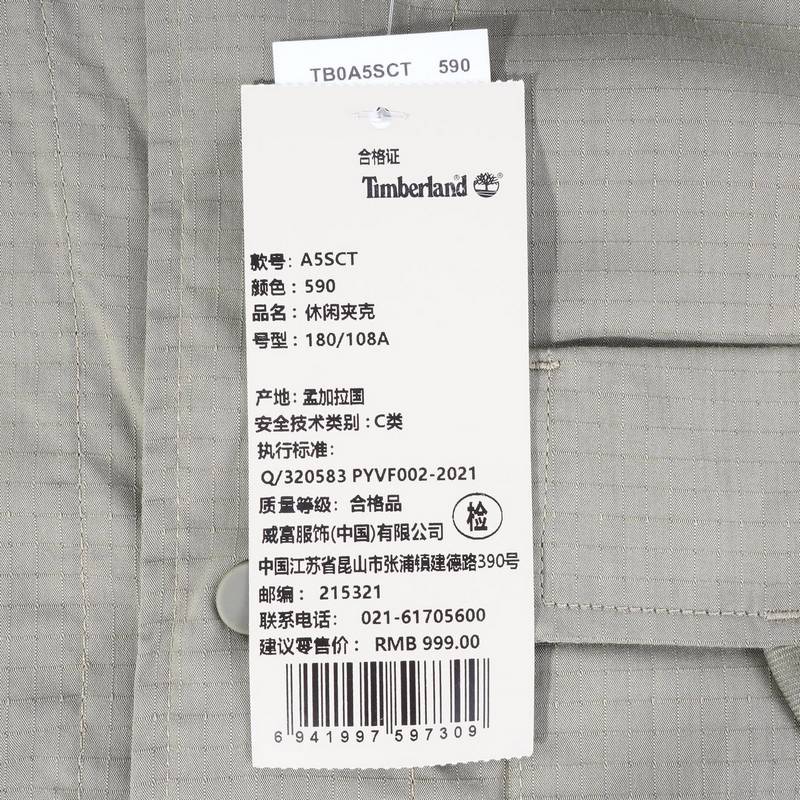 TB0A5SCT 590
合格证
Timberland®
款号: A5SCT
颜色: 590
品名: 休闲夹克
号型: 180/108A
产地: 孟加拉国
安全技术类别: C类
执行标准:
Q/320583 PYVF002-2021
质量等级: 合格品
检
威富服饰(中国)有限公司
中国江苏省昆山市张浦镇建德路390号
邮编: 215321
联系电话: 021-61705600
建议零售价: RMB 999.00
6 941997 597309